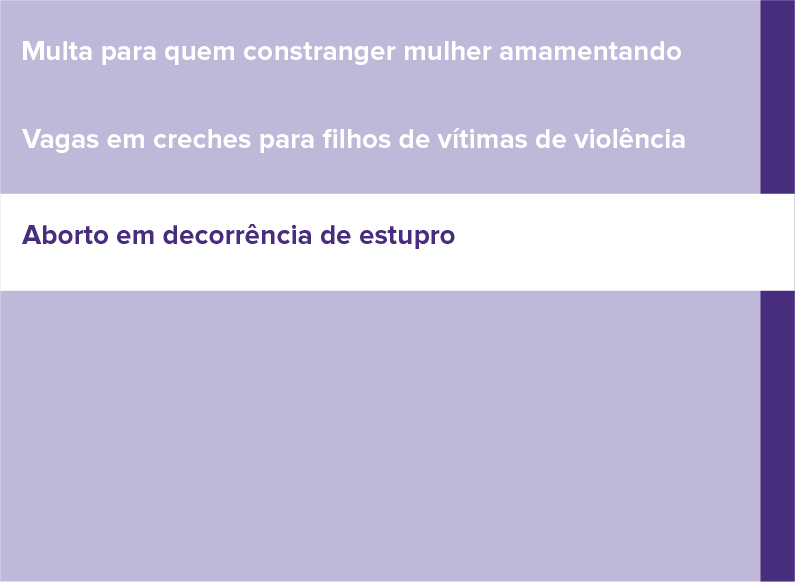 Multa para quem constranger mulher amamentando
Vagas em creches para filhos de vítimas de violência
Aborto em decorrência de estupro